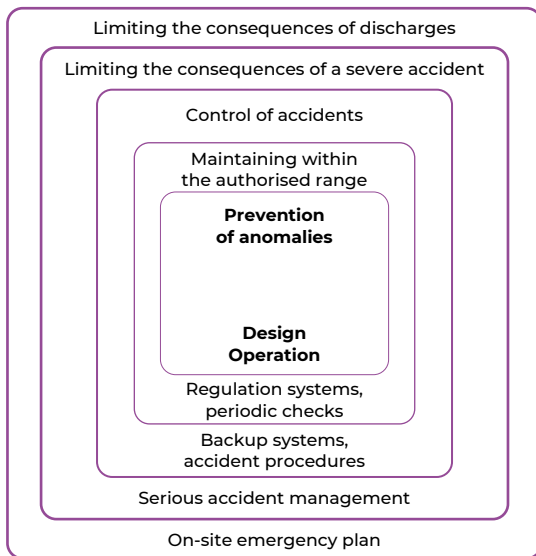 Limiting the consequences of discharges
Limiting the consequences of a severe accident
Control of accidents
Maintaining within
the authorised range
Prevention
of anomalies
Design
Operation
Regulation systems,
periodic checks
Backup systems,
accident procedures
Serious accident management
On-site emergency plan